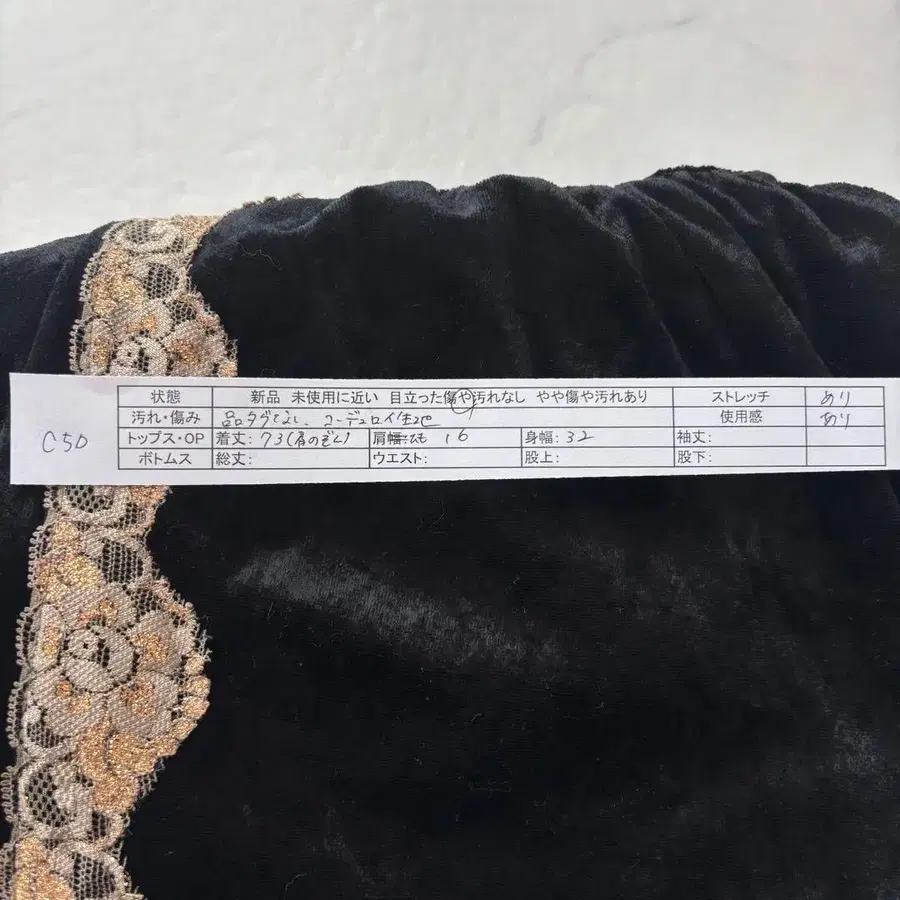 状態 新品 未使用に近い 目立った傷や汚れなし やや傷や汚れあり ストレッチ あり
汚れ・傷み 品タグなし、コーデュロイ生地 使用感 あり
C50
トップス・OP 着丈: 73(肩のぞく) 肩幅: ひも 16 身幅: 32 袖丈:
ボトムス 総丈: ウエスト: 股上: 股下: